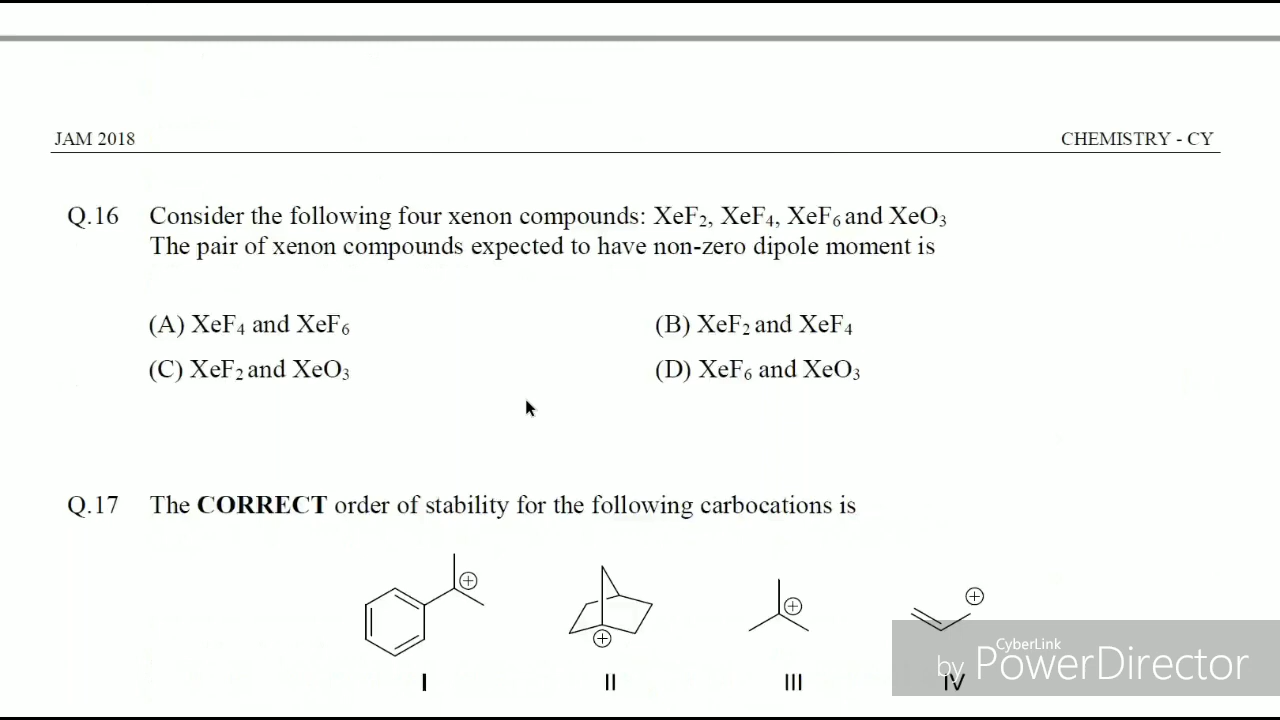 JAM 2018 CHEMISTRY - CY
Q.16 Consider the following four xenon compounds: XeF₂, XeF₄, XeF₆ and XeO₃
The pair of xenon compounds expected to have non-zero dipole moment is
(A) XeF₄ and XeF₆ (B) XeF₂ and XeF₄
(C) XeF₂ and XeO₃ (D) XeF₆ and XeO₃
Q.17 The CORRECT order of stability for the following carbocations is
I II III IV
CyberLink
by PowerDirector